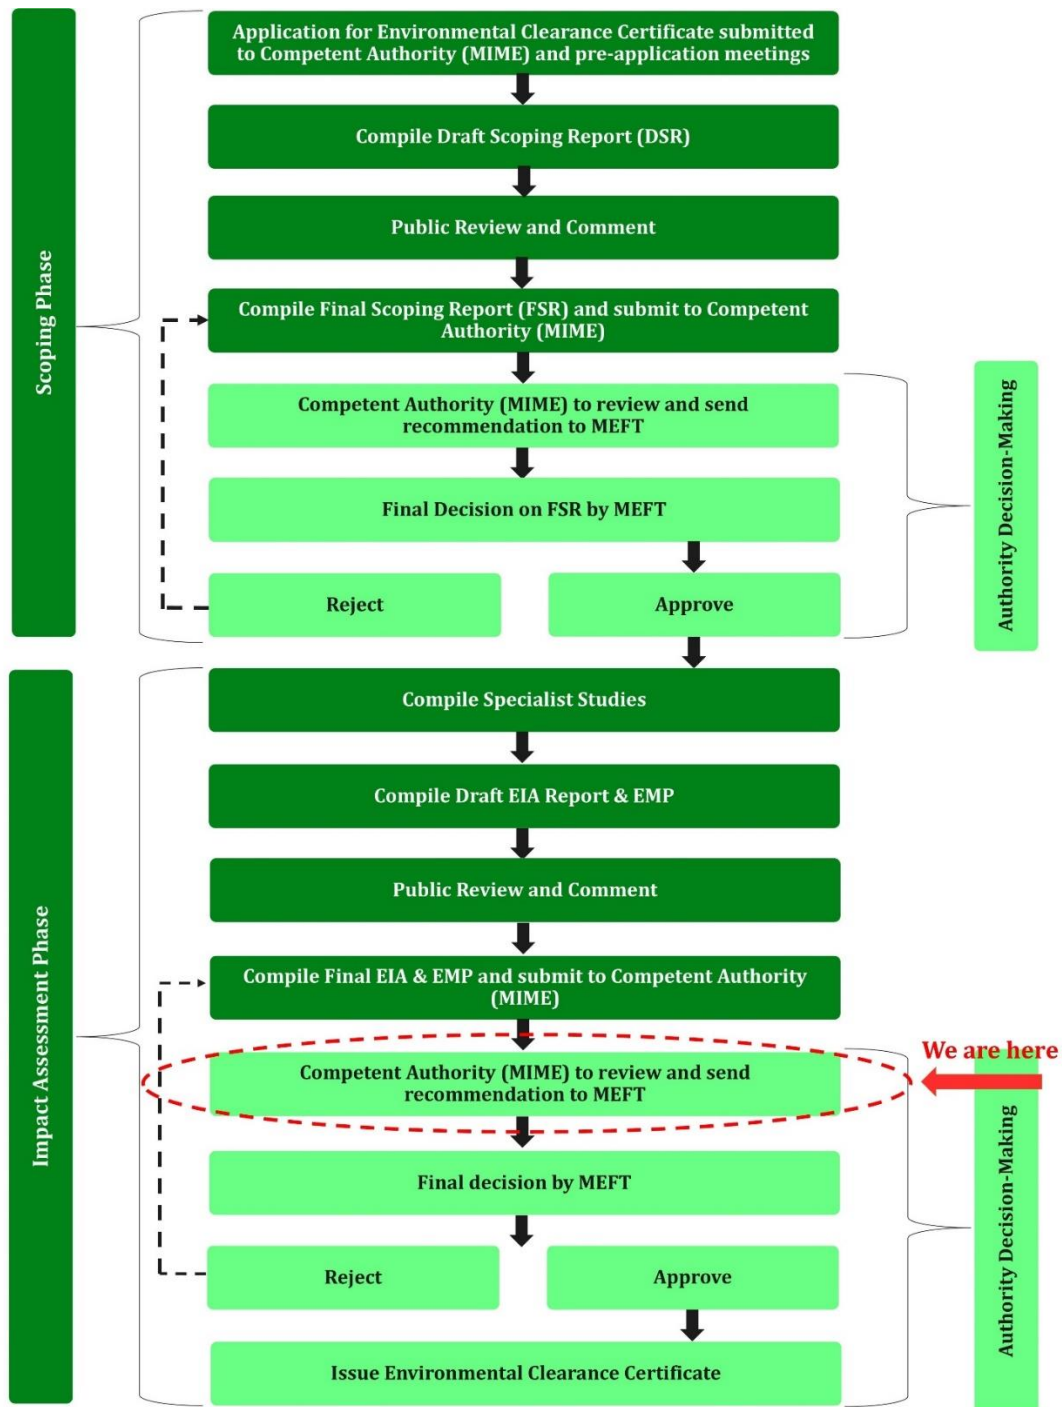 Scoping Phase
Application for Environmental Clearance Certificate submitted
to Competent Authority (MIME) and pre-application meetings
Compile Draft Scoping Report (DSR)
Public Review and Comment
Compile Final Scoping Report (FSR) and submit to Competent
Authority (MIME)
Competent Authority (MIME) to review and send
recommendation to MEFT
Final Decision on FSR by MEFT
Reject
Approve
Authority Decision-Making
Impact Assessment Phase
Compile Specialist Studies
Compile Draft EIA Report & EMP
Public Review and Comment
Compile Final EIA & EMP and submit to Competent Authority
(MIME)
Competent Authority (MIME) to review and send
recommendation to MEFT
We are here
Final decision by MEFT
Reject
Approve
Issue Environmental Clearance Certificate
Authority Decision-Making